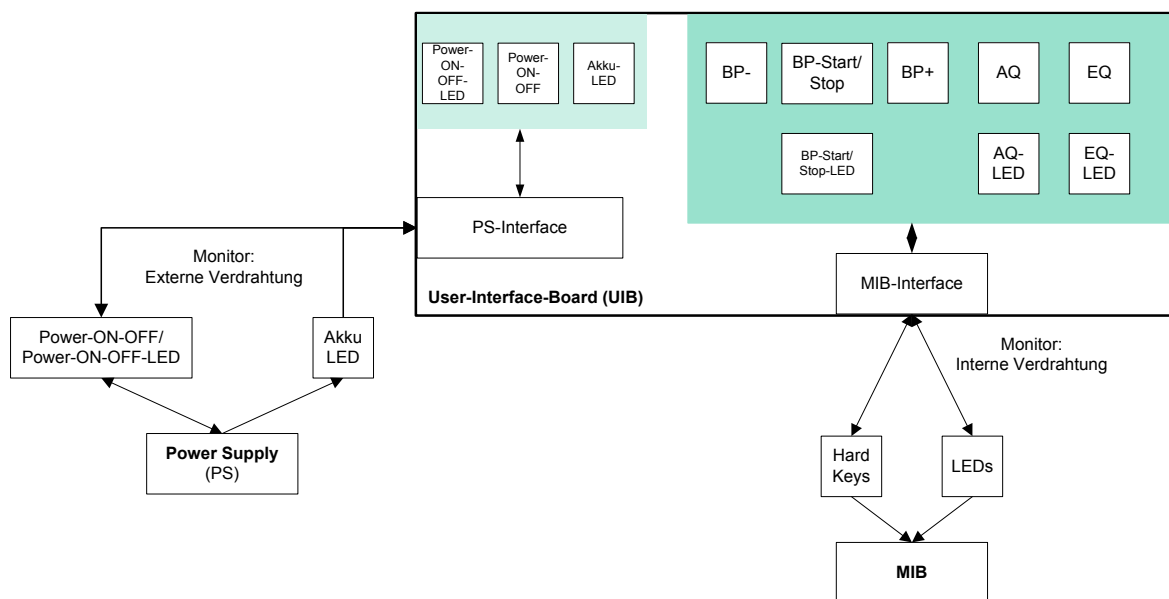 Power-
ON-
OFF-
LED
Power-
ON-
OFF
Akku-
LED
BP-
BP-Start/
Stop
BP+
AQ
EQ
BP-Start/
Stop-LED
AQ-
LED
EQ-
LED
PS-Interface
MIB-Interface
User-Interface-Board (UIB)
Monitor:
Externe Verdrahtung
Power-ON-OFF/
Power-ON-OFF-LED
Akku
LED
Power Supply
(PS)
Monitor:
Interne Verdrahtung
Hard
Keys
LEDs
MIB